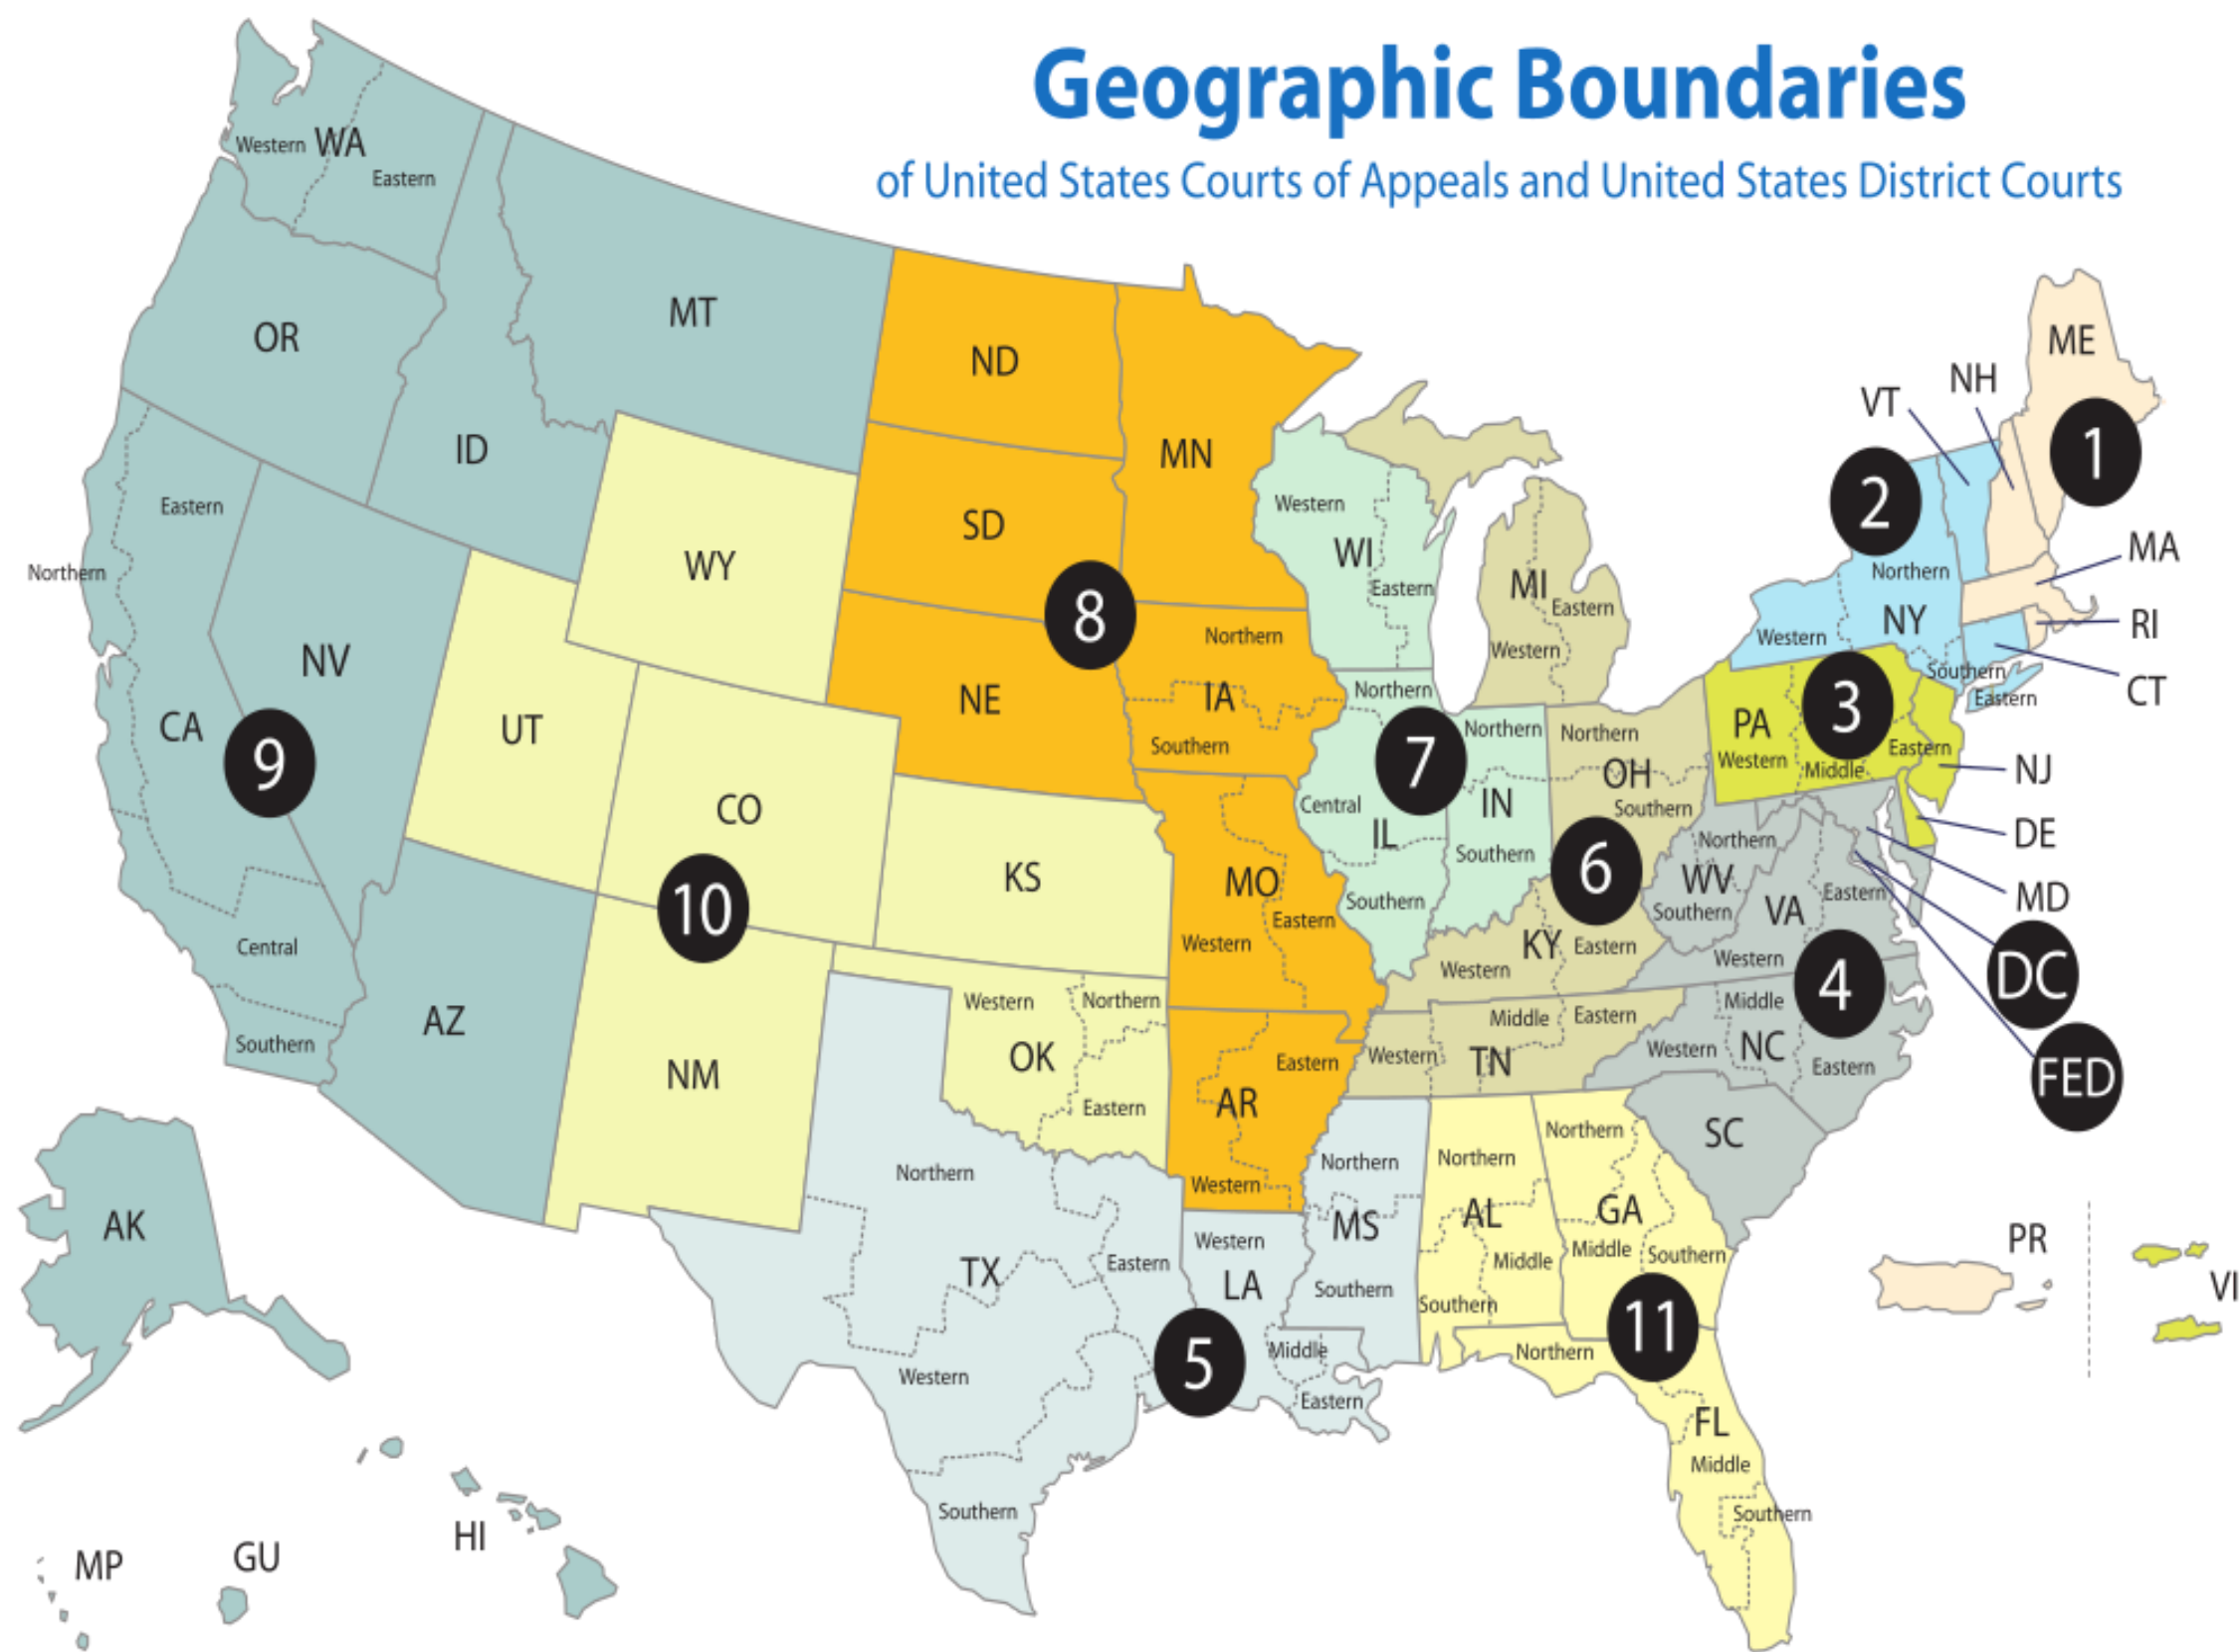 Geographic Boundaries
of United States Courts of Appeals and United States District Courts
Western
WA
Eastern
OR
MT
ID
ND
MN
SD
WY
NE
8
Northern
IA
Southern
Eastern
Northern
NV
CA
9
Central
Southern
UT
CO
10
KS
AZ
NM
MO
Western
Eastern
Western
Northern
OK
Eastern
AR
Eastern
Western
Northern
TX
Eastern
Western
Southern
Western
LA
5
Middle
Eastern
Northern
MS
Southern
Western
WI
Eastern
Northern
7
Central
IL
Southern
Northern
IN
Southern
MI
Eastern
Western
Northern
OH
Southern
6
KY
Eastern
Western
Middle
Eastern
Western
TN
Northern
AL
Middle
Southern
Northern
GA
Middle
Southern
11
Northern
FL
Middle
Southern
ME
NH
VT
1
2
MA
RI
CT
Northern
NY
Western
Southern
Eastern
PA
3
Western
Middle
Eastern
NJ
DE
MD
DC
FED
Northern
WV
Southern
VA
Eastern
Western
4
Middle
NC
Western
Eastern
SC
PR
VI
AK
HI
GU
MP